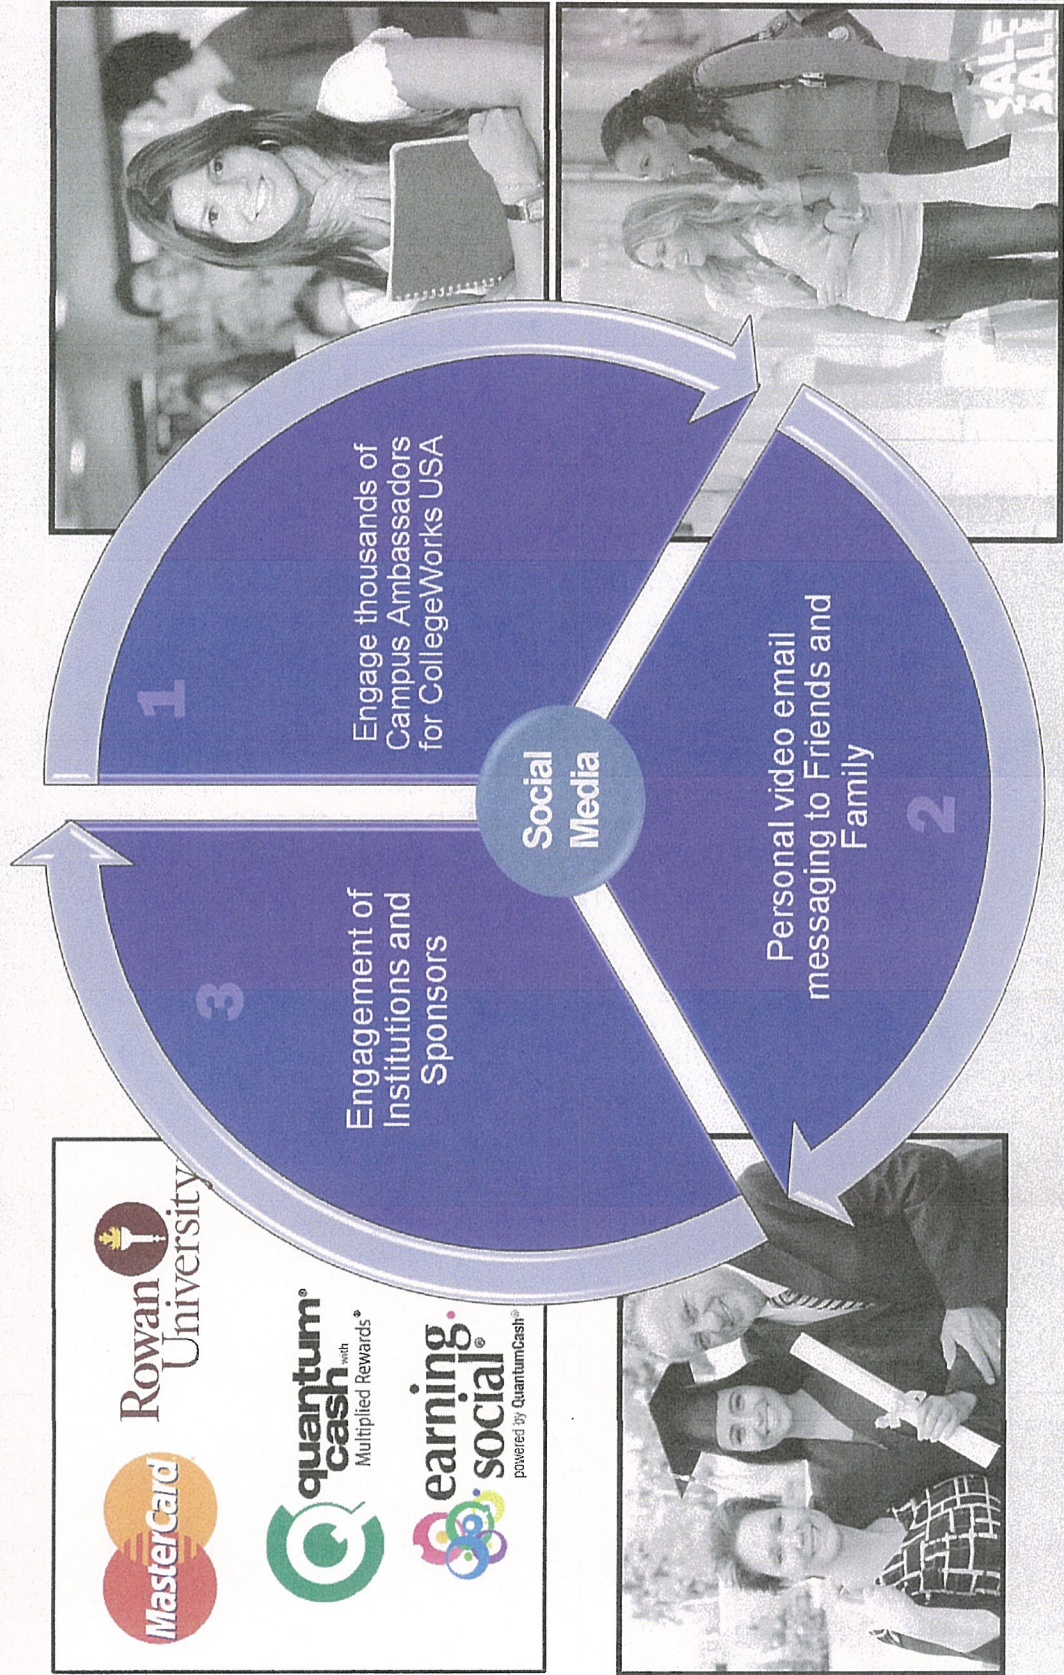 MasterCard
Rowan
University
quantum
cash with
Multiplied Rewards®
earning
social®
powered by QuantumCash®
1
Engage thousands of
Campus Ambassadors
for CollegeWorks USA
3
Engagement of
Institutions and
Sponsors
Social
Media
Personal video email
messaging to Friends and
Family
2
SALE
SALE